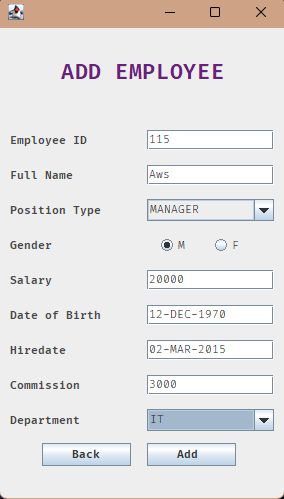 ADD EMPLOYEE
Employee ID 115
Full Name Aws
Position Type MANAGER
Gender M F
Salary 20000
Date of Birth 12-DEC-1970
Hiredate 02-MAR-2015
Commission 3000
Department IT
Back Add